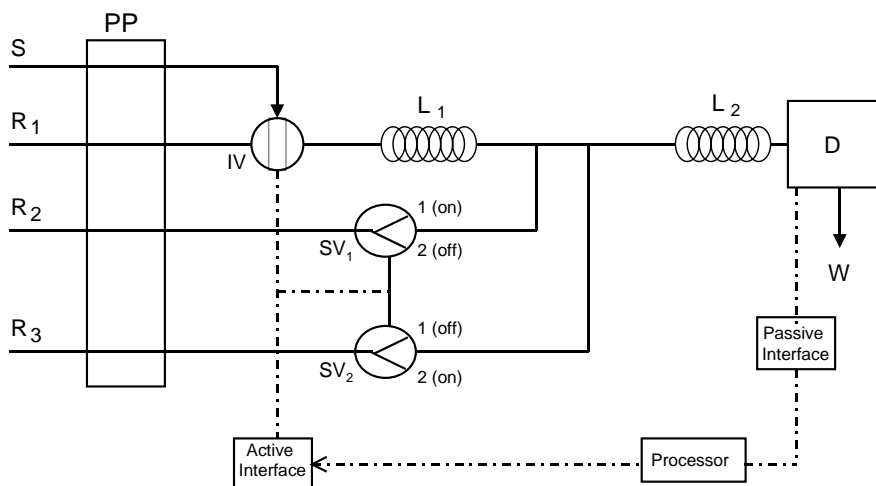 PP
S
R1
L1
L2
D
IV
R2
1 (on)
SV1
2 (off)
W
R3
1 (off)
SV2
2 (on)
Passive
Interface
Active
Interface
Processor